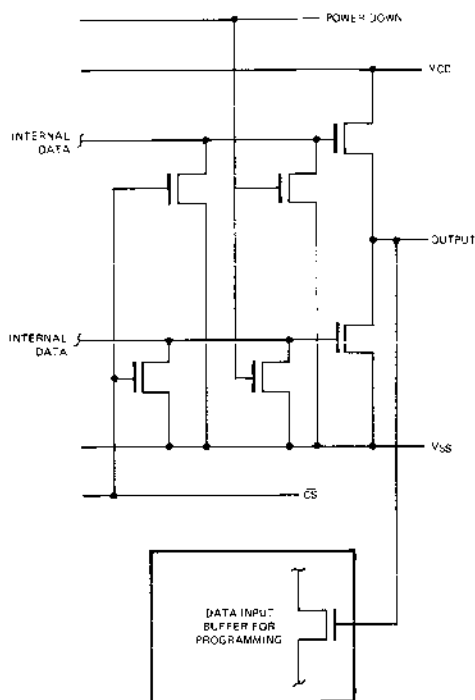 POWER DOWN
VCC
INTERNAL
DATA
OUTPUT
INTERNAL
DATA
VSS
CS
DATA INPUT
BUFFER FOR
PROGRAMMING